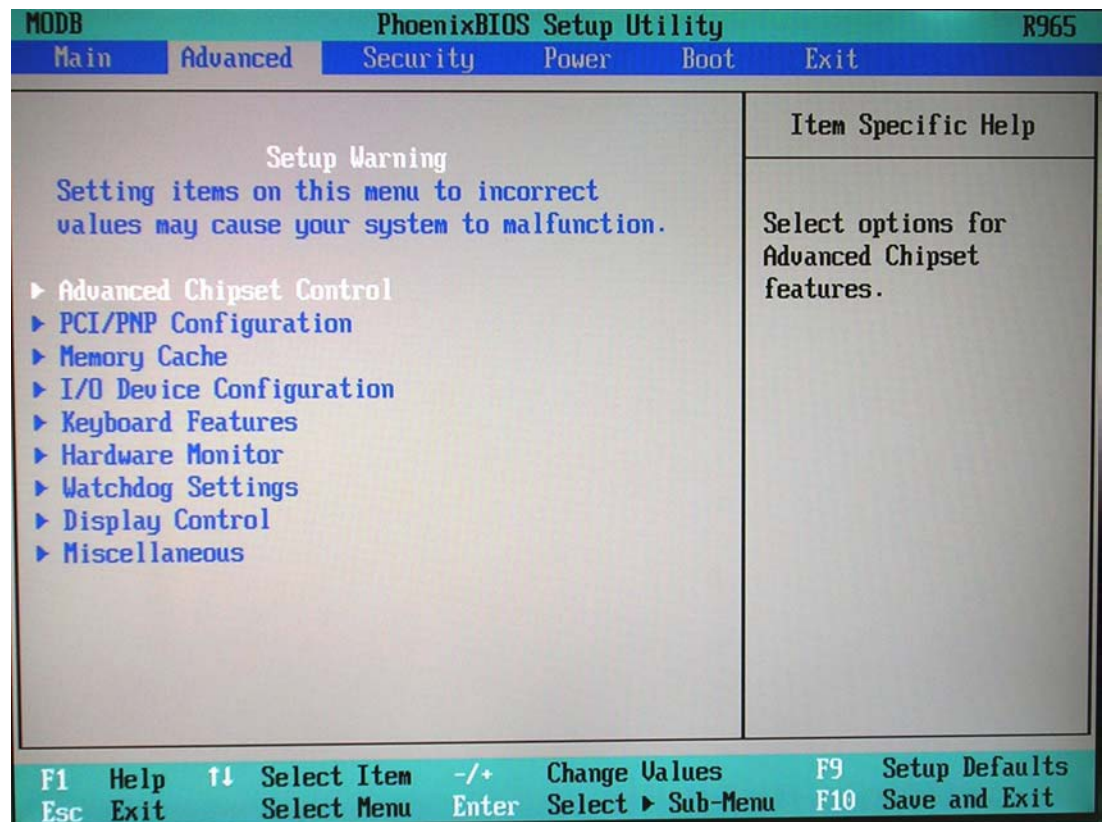 MODB PhoenixBIOS Setup Utility R965
Main Advanced Security Power Boot Exit
Setup Warning
Setting items on this menu to incorrect
values may cause your system to malfunction.
▶ Advanced Chipset Control
▶ PCI/PNP Configuration
▶ Memory Cache
▶ I/O Device Configuration
▶ Keyboard Features
▶ Hardware Monitor
▶ Watchdog Settings
▶ Display Control
▶ Miscellaneous
Item Specific Help
Select options for
Advanced Chipset
features.
F1 Help ↑↓ Select Item -/+ Change Values F9 Setup Defaults
Esc Exit Select Menu Enter Select ▶ Sub-Menu F10 Save and Exit